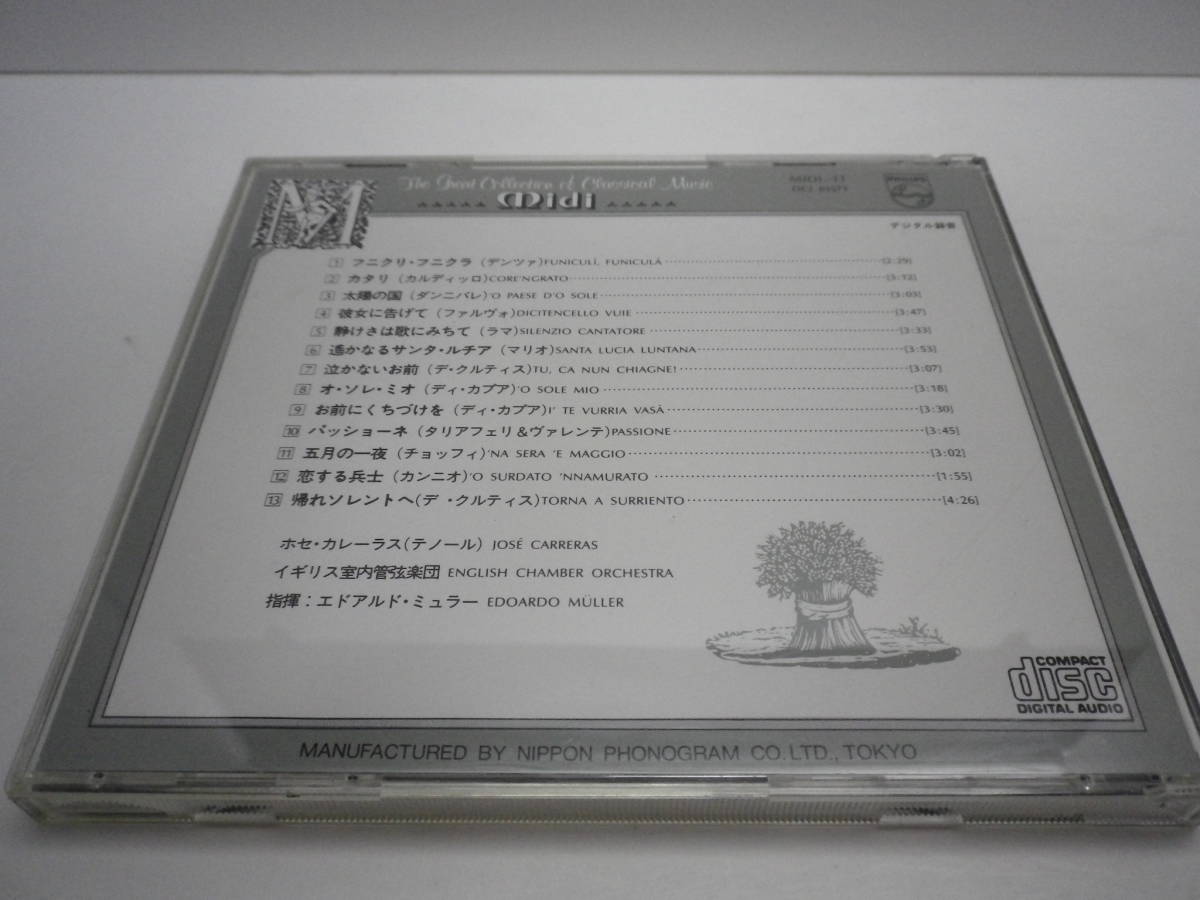 The Great Collection of Classical Music
MIDI-11
Midi
PHILIPS
デジタル録音
1 フニクリ・フニクラ(デンツァ)FUNICULÌ, FUNICULÀ [2:29]
2 カタリ(カルディッロ)CORE'NGRATO [3:12]
3 太陽の国(ダンニバレ)'O PAESE D'O SOLE [3:03]
4 彼女に告げて(ファルヴォ)DICITENCELLO VUIE [3:47]
5 静けさは歌にみちて(ラマ)SILENZIO CANTATORE [3:33]
6 遙かなるサンタ・ルチア(マリオ)SANTA LUCIA LUNTANA [3:53]
7 泣かないお前(デ・クルティス)TU, CA NUN CHIAGNE! [3:07]
8 オ・ソレ・ミオ(ディ・カプア)'O SOLE MIO [3:18]
9 お前にくちづけを(ディ・カプア)I' TE VURRIA VASÀ [3:30]
10 パッショーネ(タリアフェリ&ヴァレンテ)PASSIONE [3:45]
11 五月の一夜(チョッフィ)'NA SERA 'E MAGGIO [3:02]
12 恋する兵士(カンニオ)'O SURDATO 'NNAMURATO [1:55]
13 帰れソレントへ(デ・クルティス)TORNA A SURRIENTO [4:26]
ホセ・カレーラス(テノール) JOSÉ CARRERAS
イギリス室内管弦楽団 ENGLISH CHAMBER ORCHESTRA
指揮:エドアルド・ミュラー EDOARDO MÜLLER
COMPACT
disc
DIGITAL AUDIO
MANUFACTURED BY NIPPON PHONOGRAM CO.LTD., TOKYO